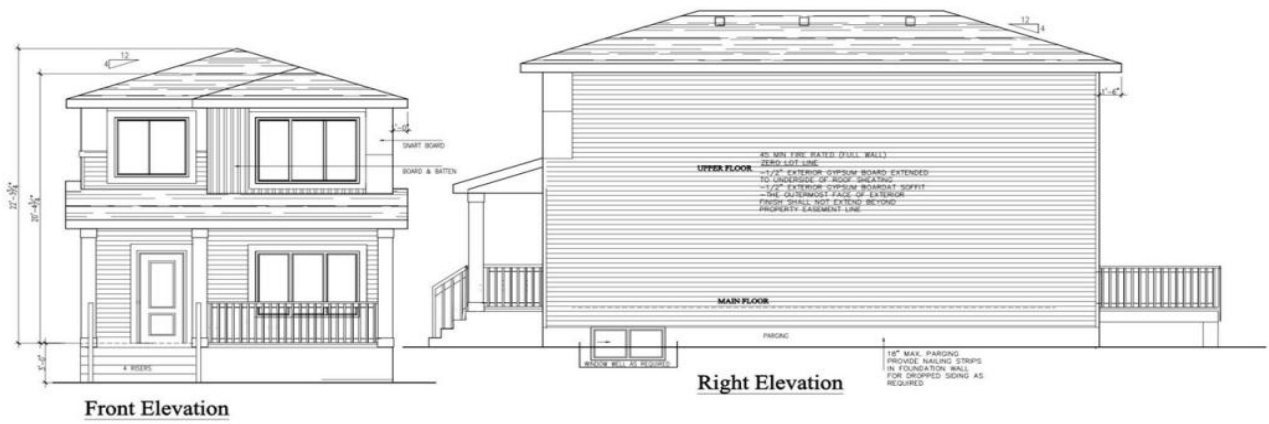 12
4
22'-5¾"
20'-4¾"
3'-0"
1'-0"
SMART BOARD
BOARD & BATTEN
4 RISERS
Front Elevation
12
4
1'-6"
45 MIN FIRE RATED (FULL WALL)
UPPER FLOOR
ZERO LOT LINE
-1/2" EXTERIOR GYPSUM BOARD EXTENDED
TO UNDERSIDE OF ROOF SHEATING
-1/2" EXTERIOR GYPSUM BOARDAT SOFFIT
-THE OUTERMOST FACE OF EXTERIOR
FINISH SHALL NOT EXTEND BEYOND
PROPERTY EASEMENT LINE
MAIN FLOOR
PARGING
WINDOW WELL AS REQUIRED
18" MAX. PARGING
PROVIDE NAILING STRIPS
IN FOUNDATION WALL
FOR DROPPED SIDING AS
REQUIRED
Right Elevation